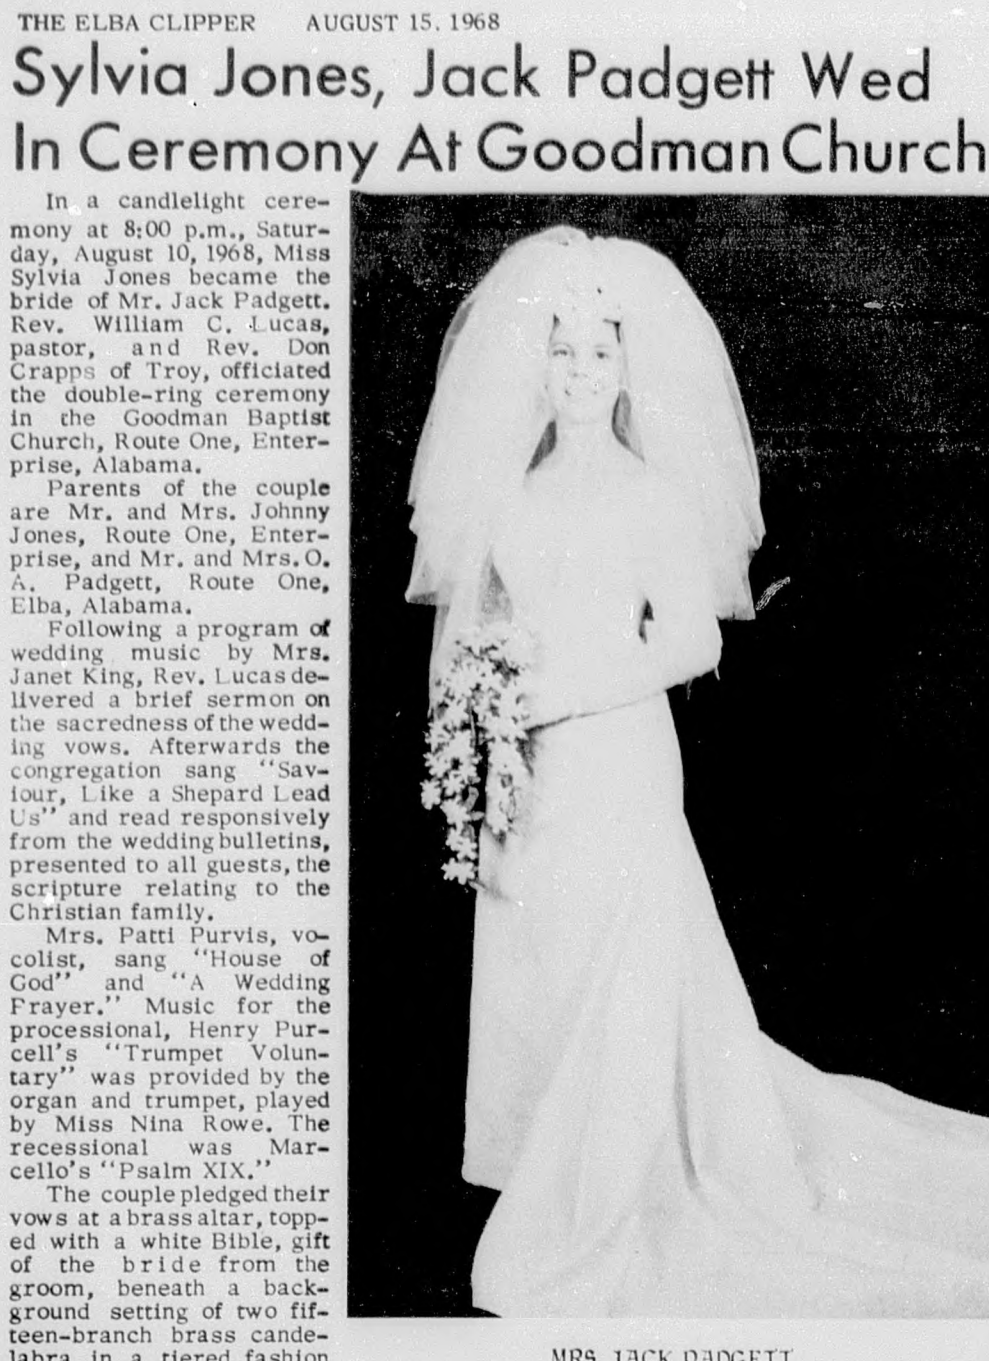 THE ELBA CLIPPER AUGUST 15, 1968
Sylvia Jones, Jack Padgett Wed
In Ceremony At Goodman Church
In a candlelight cere-
mony at 8:00 p.m., Satur-
day, August 10, 1968, Miss
Sylvia Jones became the
bride of Mr. Jack Padgett.
Rev. William C. Lucas,
pastor, and Rev. Don
Crapps of Troy, officiated
the double-ring ceremony
in the Goodman Baptist
Church, Route One, Enter-
prise, Alabama.
Parents of the couple
are Mr. and Mrs. Johnny
Jones, Route One, Enter-
prise, and Mr. and Mrs. O.
A. Padgett, Route One,
Elba, Alabama.
Following a program of
wedding music by Mrs.
Janet King, Rev. Lucas de-
livered a brief sermon on
the sacredness of the wedd-
ing vows. Afterwards the
congregation sang "Sav-
iour, Like a Shepard Lead
Us" and read responsively
from the wedding bulletins,
presented to all guests, the
scripture relating to the
Christian family.
Mrs. Patti Purvis, vo-
colist, sang "House of
God" and "A Wedding
Prayer." Music for the
processional, Henry Pur-
cell's "Trumpet Volun-
tary" was provided by the
organ and trumpet, played
by Miss Nina Rowe. The
recessional was Mar-
cello's "Psalm XIX."
The couple pledged their
vows at a brass altar, topp-
ed with a white Bible, gift
of the bride from the
groom, beneath a back-
ground setting of two fif-
teen-branch brass cande-
labra in a tiered fashion
MRS. JACK PADGETT